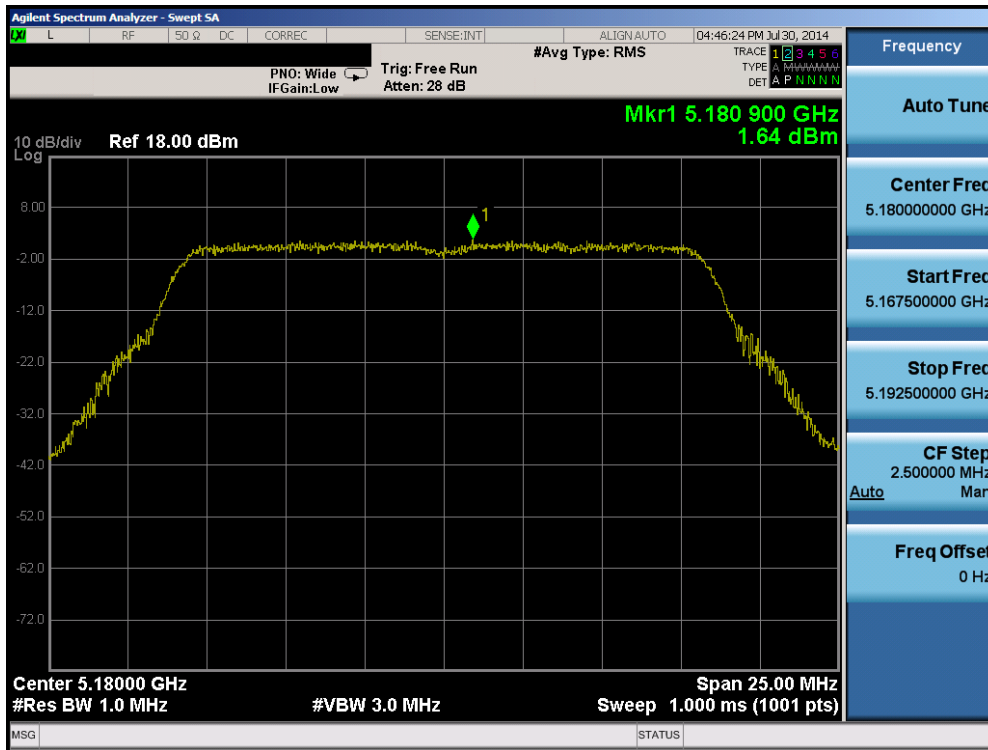 Agilent Spectrum Analyzer - Swept SA
LXI L RF 50 Ω DC CORREC SENSE:INT ALIGNAUTO 04:46:24 PM Jul 30, 2014
#Avg Type: RMS TRACE 1 2 3 4 5 6
PNO: Wide Trig: Free Run TYPE A MWWWWW
IFGain:Low Atten: 28 dB DET A P N N N N
Mkr1 5.180 900 GHz
1.64 dBm
10 dB/div Ref 18.00 dBm
Log
1
8.00
-2.00
-12.0
-22.0
-32.0
-42.0
-52.0
-62.0
-72.0
Center 5.18000 GHz Span 25.00 MHz
#Res BW 1.0 MHz #VBW 3.0 MHz Sweep 1.000 ms (1001 pts)
MSG STATUS
Frequency
Auto Tune
Center Freq
5.180000000 GHz
Start Freq
5.167500000 GHz
Stop Freq
5.192500000 GHz
CF Step
2.500000 MHz
Auto Man
Freq Offset
0 Hz